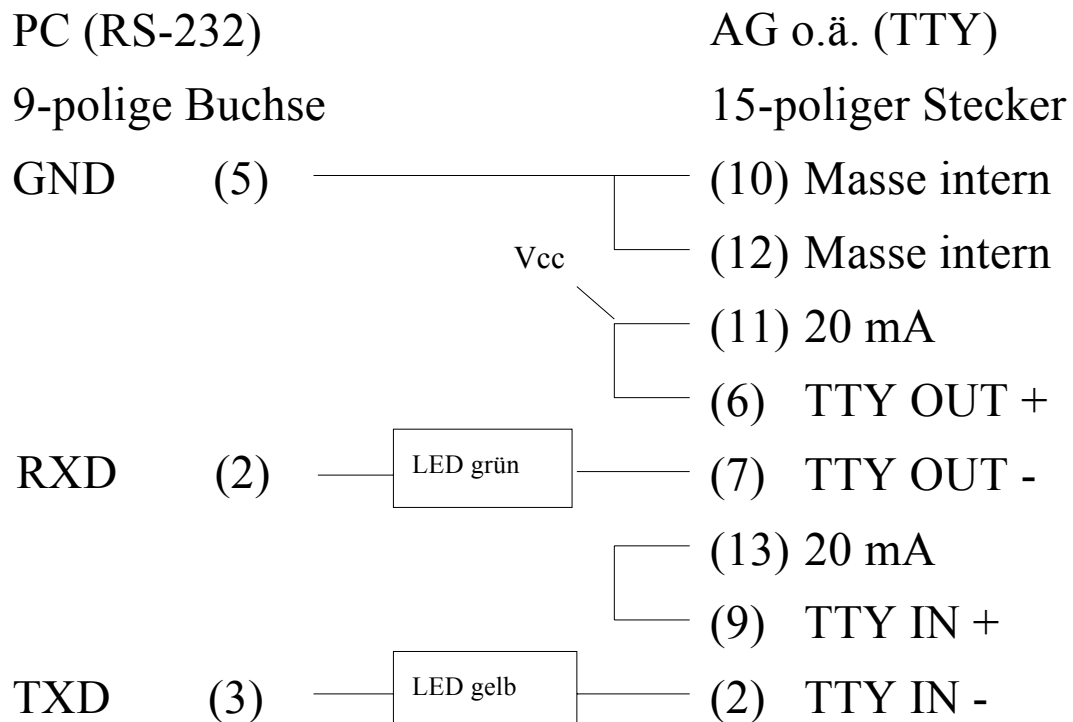 PC (RS-232) AG o.ä. (TTY)
9-polige Buchse 15-poliger Stecker
GND (5) (10) Masse intern
(12) Masse intern
Vcc
(11) 20 mA
(6) TTY OUT +
RXD (2) LED grün (7) TTY OUT -
(13) 20 mA
(9) TTY IN +
TXD (3) LED gelb (2) TTY IN -